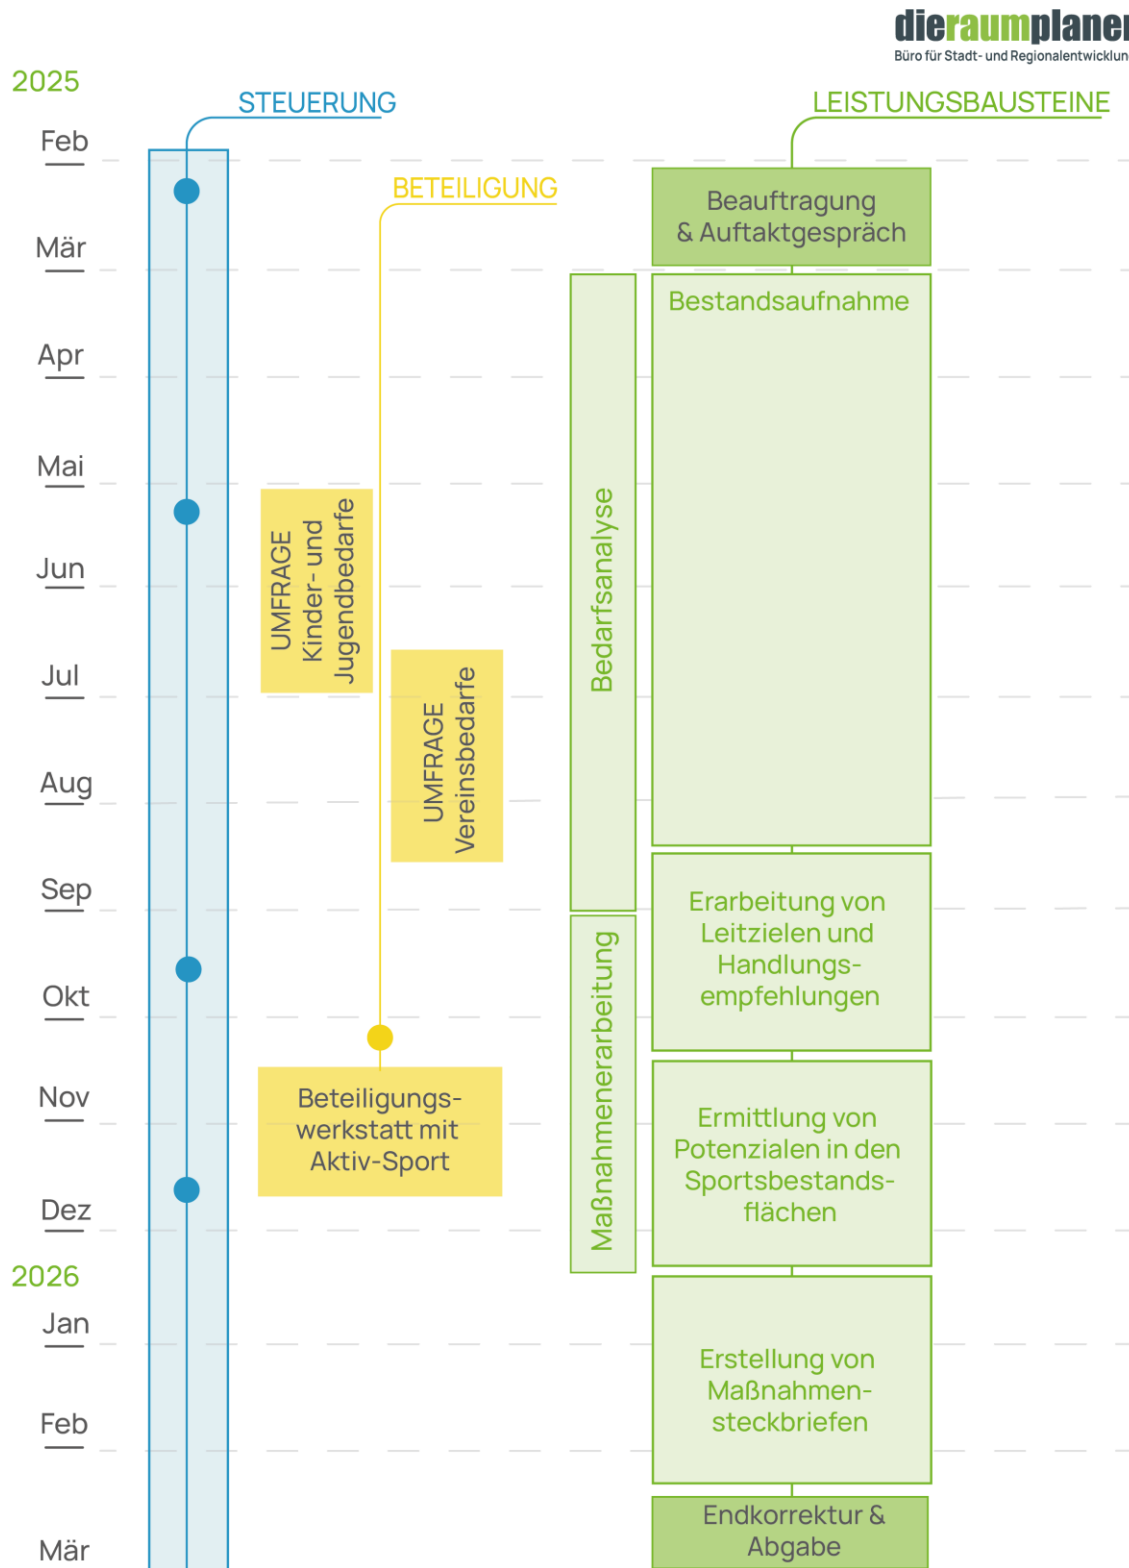 dieraumplaner
Büro für Stadt- und Regionalentwicklun
2025
STEUERUNG
LEISTUNGSBAUSTEINE
Feb
BETEILIGUNG
Beauftragung
& Auftaktgespräch
Mär
Bestandsaufnahme
Apr
Mai
UMFRAGE
Kinder- und
Jugendbedarfe
Bedarfsanalyse
Jun
Jul
UMFRAGE
Vereinsbedarfe
Aug
Sep
Erarbeitung von
Leitzielen und
Handlungs-
empfehlungen
Maßnahmenerarbeitung
Okt
Nov
Beteiligungs-
werkstatt mit
Aktiv-Sport
Ermittlung von
Potenzialen in den
Sportsbestands-
flächen
Dez
2026
Jan
Erstellung von
Maßnahmen-
steckbriefen
Feb
Endkorrektur &
Abgabe
Mär